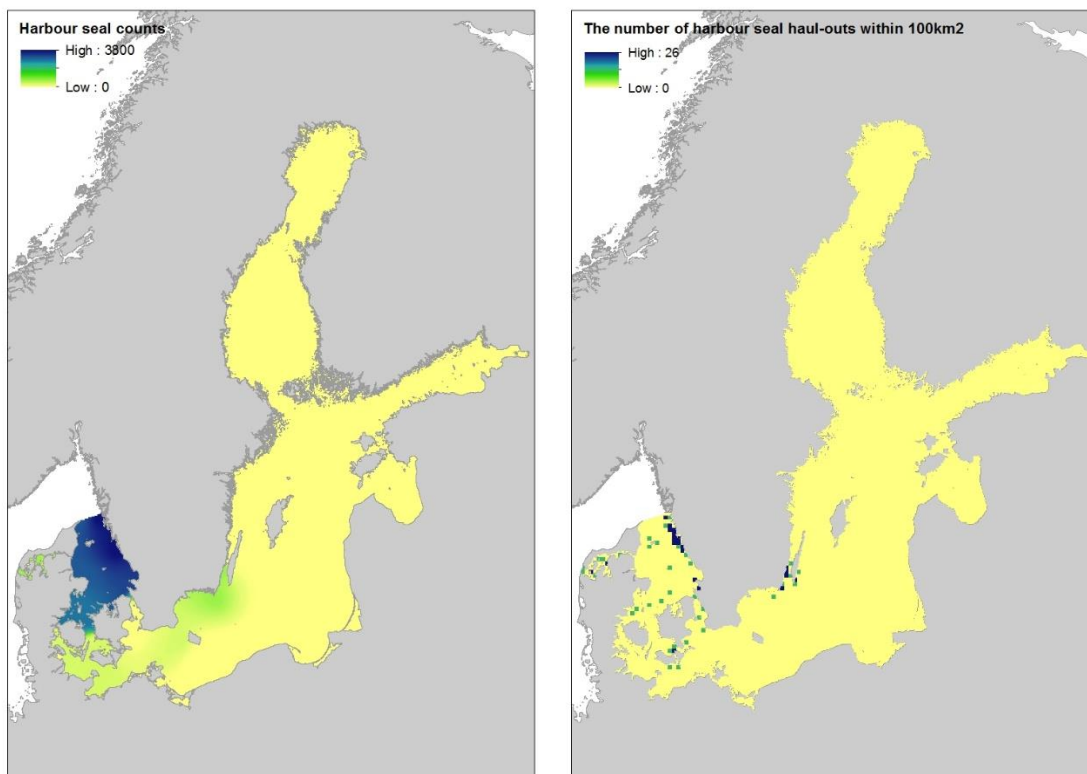 Harbour seal counts
High : 3800
Low : 0
The number of harbour seal haul-outs within 100km2
High : 26
Low : 0